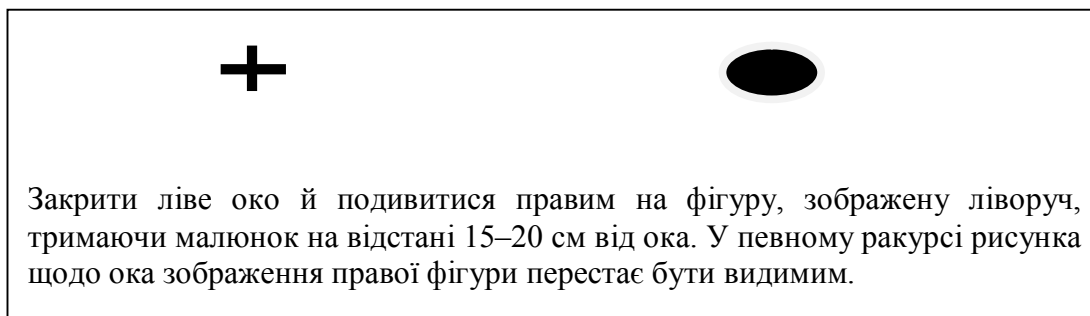 Закрити ліве око й подивитися правим на фігуру, зображену ліворуч,
тримаючи малюнок на відстані 15–20 см від ока. У певному ракурсі рисунка
щодо ока зображення правої фігури перестає бути видимим.